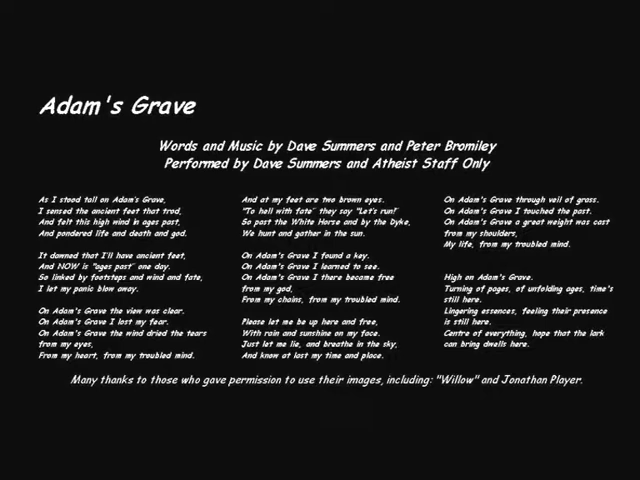 Adam's Grave
Words and Music by Dave Summers and Peter Bromiley
Performed by Dave Summers and Atheist Staff Only
As I stood tall on Adam's Grave,
I sensed the ancient feet that trod,
And felt this high wind in ages past,
And pondered life and death and god.
It dawned that I'll have ancient feet,
And NOW is "ages past" one day.
So linked by footsteps and wind and fate,
I let my panic blow away.
On Adam's Grave the view was clear.
On Adam's Grave I lost my fear.
On Adam's Grave the wind dried the tears
from my eyes,
From my heart, from my troubled mind.
And at my feet are two brown eyes.
"To hell with fate" they say "Let's run!"
So past the White Horse and by the Dyke,
We hunt and gather in the sun.
On Adam's Grave I found a key.
On Adam's Grave I learned to see.
On Adam's Grave I there became free
from my god,
From my chains, from my troubled mind.
Please let me be up here and free,
With rain and sunshine on my face.
Just let me lie, and breathe in the sky,
And know at last my time and place.
On Adam's Grave through veil of grass.
On Adam's Grave I touched the past.
On Adam's Grave a great weight was cast
from my shoulders,
My life, from my troubled mind.
High on Adam's Grave.
Turning of pages, of unfolding ages, time's
still here.
Lingering essences, feeling their presence
is still here.
Centre of everything, hope that the lark
can bring dwells here.
Many thanks to those who gave permission to use their images, including: "Willow" and Jonathan Player.